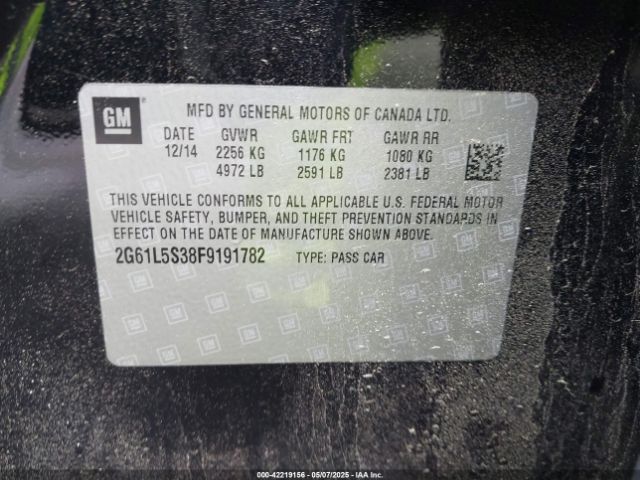 GM
MFD BY GENERAL MOTORS OF CANADA LTD.
DATE GVWR GAWR FRT GAWR RR
12/14 2256 KG 1176 KG 1080 KG
4972 LB 2591 LB 2381 LB
THIS VEHICLE CONFORMS TO ALL APPLICABLE U.S. FEDERAL MOTOR
VEHICLE SAFETY, BUMPER, AND THEFT PREVENTION STANDARDS IN
EFFECT ON THE DATE OF MANUFACTURE SHOWN ABOVE.
2G61L5S38F9191782 TYPE: PASS CAR
000-42219156 - 05/07/2025 - IAAI.COM